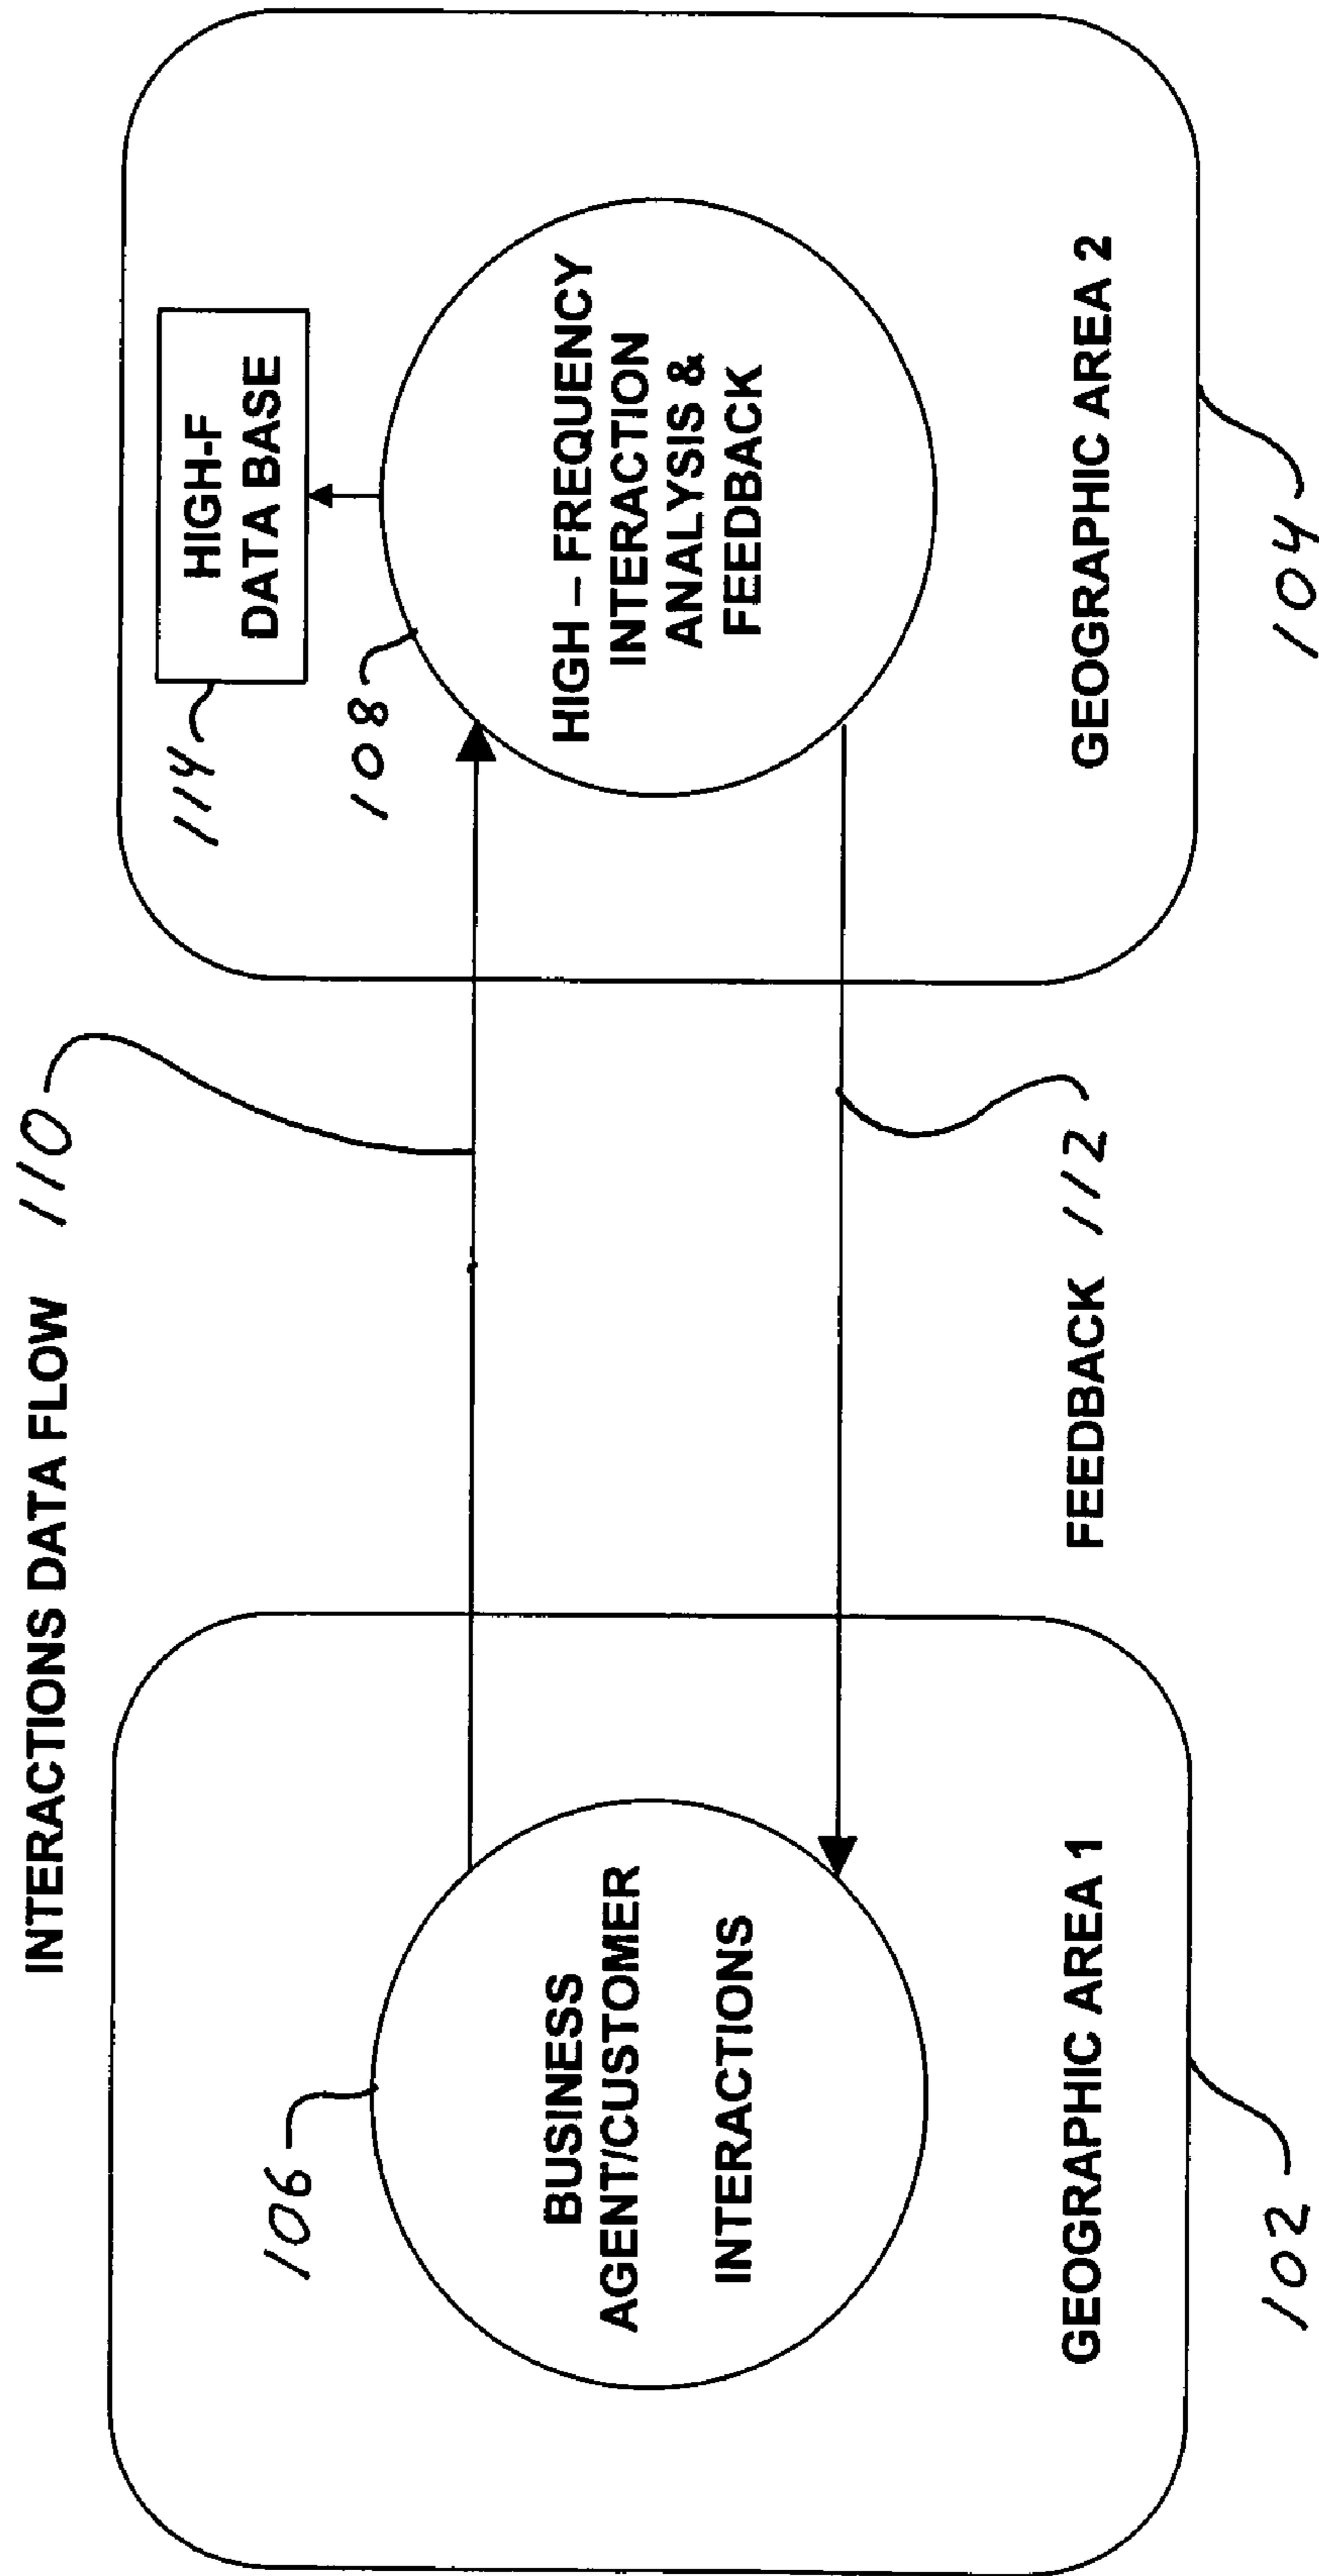 INTERACTIONS DATA FLOW 110
106
BUSINESS
AGENT/CUSTOMER
INTERACTIONS
GEOGRAPHIC AREA 1
102
FEEDBACK 112
114
HIGH-F
DATA BASE
108
HIGH – FREQUENCY
INTERACTION
ANALYSIS &
FEEDBACK
GEOGRAPHIC AREA 2
104